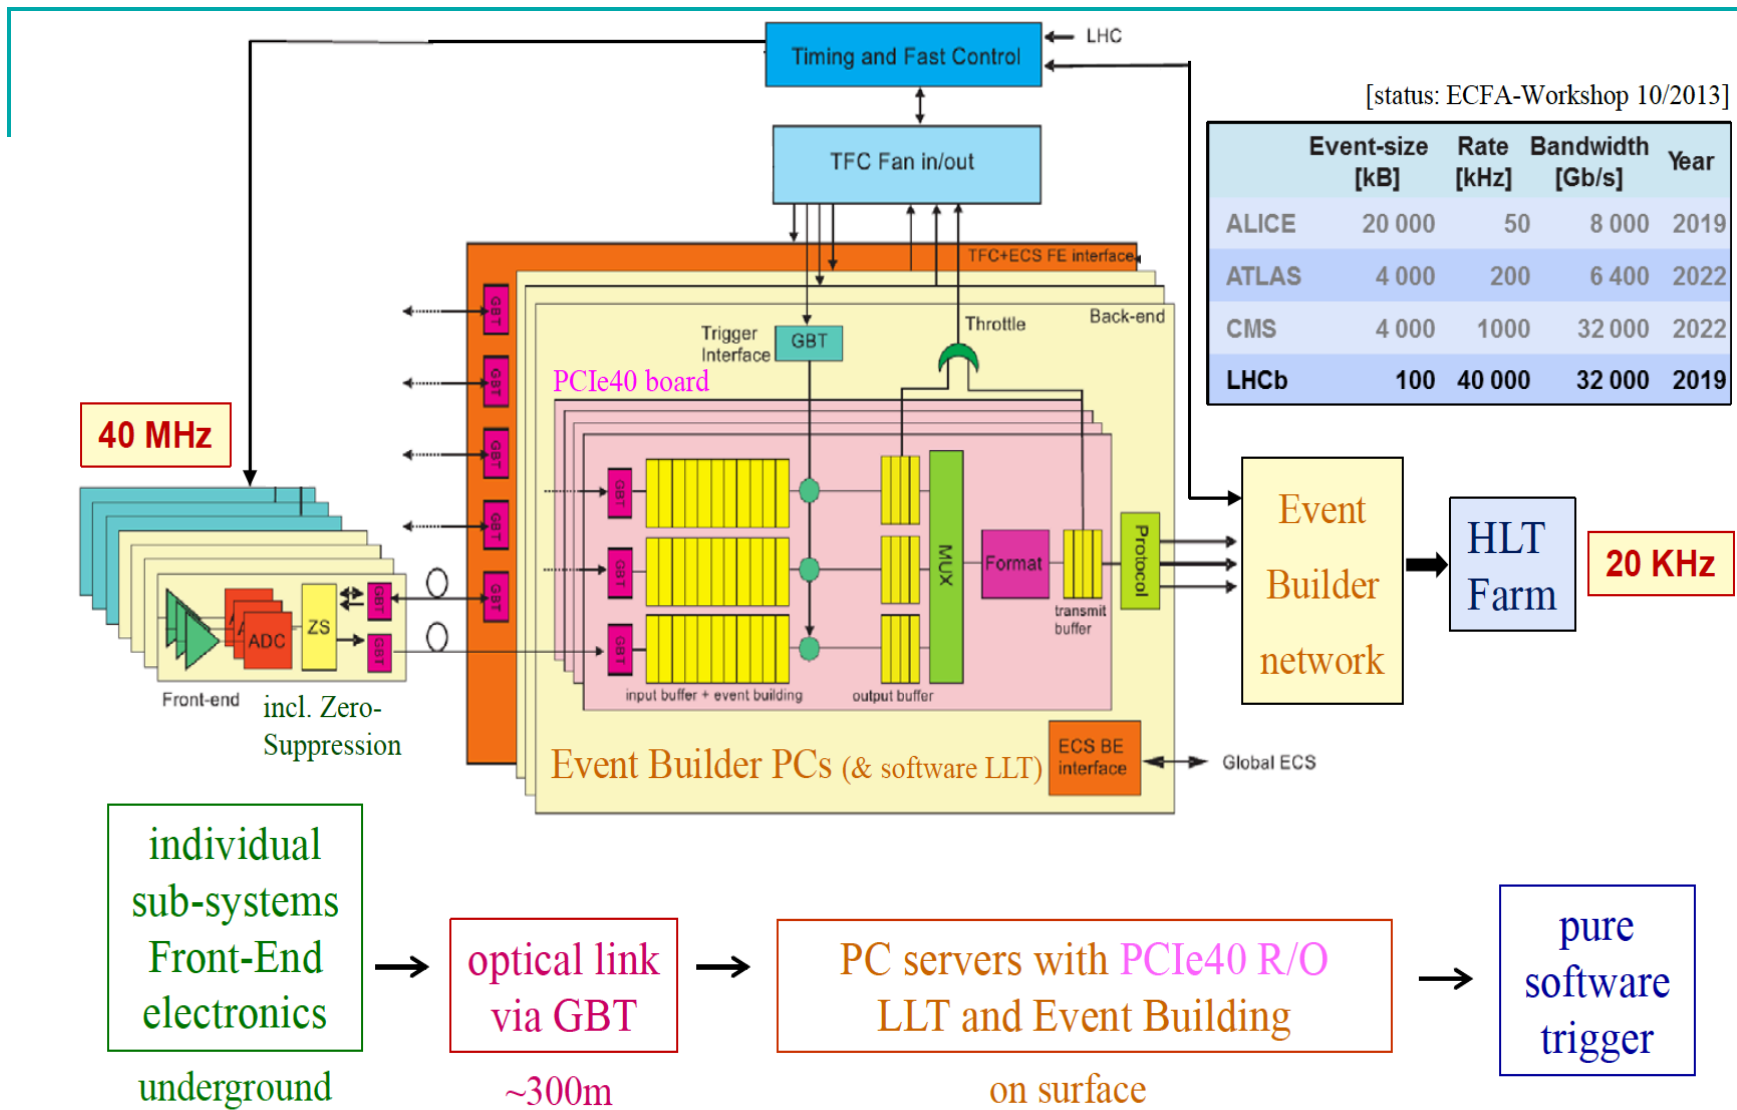 Timing and Fast Control
LHC
[status: ECFA-Workshop 10/2013]
TFC Fan in/out
Event-size Rate Bandwidth Year
[kB] [kHz] [Gb/s]
ALICE 20 000 50 8 000 2019
ATLAS 4 000 200 6 400 2022
CMS 4 000 1000 32 000 2022
LHCb 100 40 000 32 000 2019
TFC+ECS FE interface
Back-end
Throttle
Trigger
Interface
GBT
PCIe40 board
GBT
GBT
GBT
GBT
GBT
40 MHz
GBT
GBT
GBT
MUX
Format
Protocol
transmit
buffer
input buffer + event building
output buffer
Event
Builder
network
HLT
Farm
20 KHz
A
A
ADC
ZS
GBT
GBT
Front-end
incl. Zero-
Suppression
Event Builder PCs (& software LLT)
ECS BE
interface
Global ECS
individual
sub-systems
Front-End
electronics
underground
optical link
via GBT
~300m
PC servers with PCIe40 R/O
LLT and Event Building
on surface
pure
software
trigger